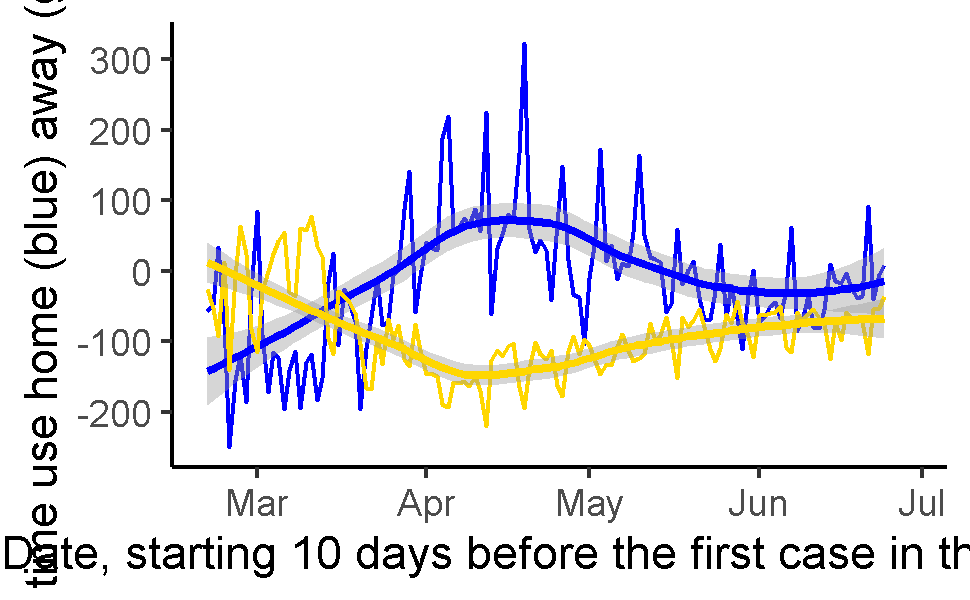 time use home (blue) away (
300
200
100
0
-100
-200
Mar Apr May Jun Jul
Date, starting 10 days before the first case in th